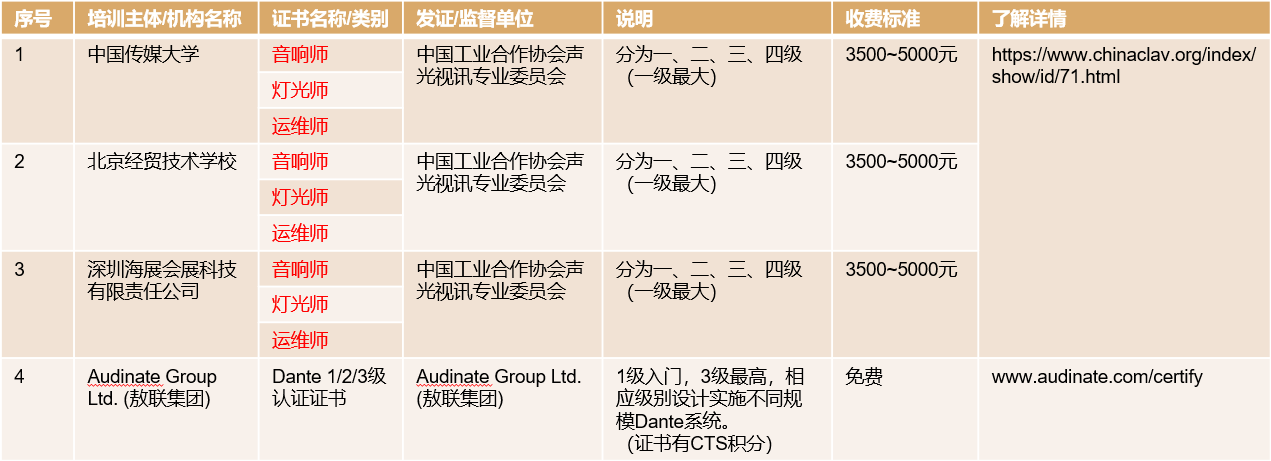 序号 培训主体/机构名称 证书名称/类别 发证/监督单位 说明 收费标准 了解详情
1 中国传媒大学 音响师 中国工业合作协会声 分为一、二、三、四级 3500~5000元 https://www.chinaclav.org/index/
光视讯专业委员会 （一级最大) show/id/71.html
灯光师
运维师
2 北京经贸技术学校 音响师 中国工业合作协会声 分为一、二、三、四级 3500~5000元
光视讯专业委员会 （一级最大)
灯光师
运维师
3 深圳海展会展科技 音响师 中国工业合作协会声 分为一、二、三、四级 3500~5000元
有限责任公司 光视讯专业委员会 （一级最大)
灯光师
运维师
4 Audinate Group Dante 1/2/3级 Audinate Group Ltd. 1级入门，3级最高，相 免费 www.audinate.com/certify
Ltd. (敖联集团) 认证证书 (敖联集团) 应级别设计实施不同规
模Dante系统。
（证书有CTS积分)